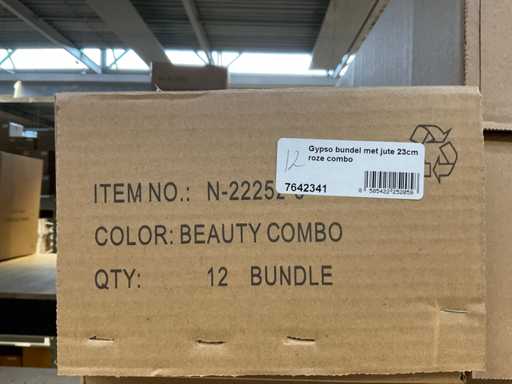 12
Gypso bundel met jute 23cm
roze combo
7642341
ITEM NO.: N-22252
COLOR: BEAUTY COMBO
QTY: 12 BUNDLE